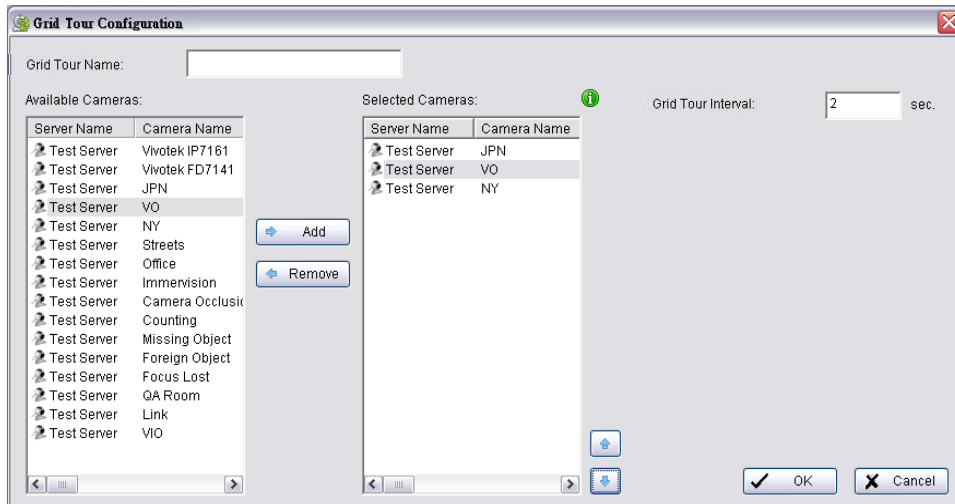 Grid Tour Configuration
Grid Tour Name:
Available Cameras:
Selected Cameras:
Grid Tour Interval: 2 sec.
Server Name Camera Name
Test Server Vivotek IP7161
Test Server Vivotek FD7141
Test Server JPN
Test Server VO
Test Server NY
Test Server Streets
Test Server Office
Test Server Immervision
Test Server Camera Occlusi
Test Server Counting
Test Server Missing Object
Test Server Foreign Object
Test Server Focus Lost
Test Server QA Room
Test Server Link
Test Server VIO
Add
Remove
Server Name Camera Name
Test Server JPN
Test Server VO
Test Server NY
OK
Cancel